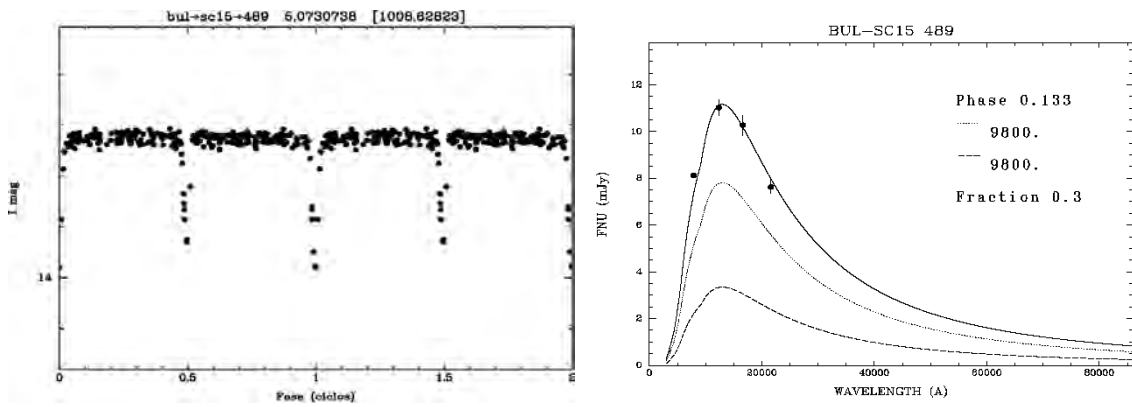 bul→sc15→489 5,0730738 [1008,62823]
I mag
14
0 0.5 1 1.5 2
Fase (ciclos)
BUL-SC15 489
FNU (mJy)
12
10
8
6
4
2
0
Phase 0.133
9800.
9800.
Fraction 0.3
0 20000 40000 60000 80000
WAVELENGTH (A)